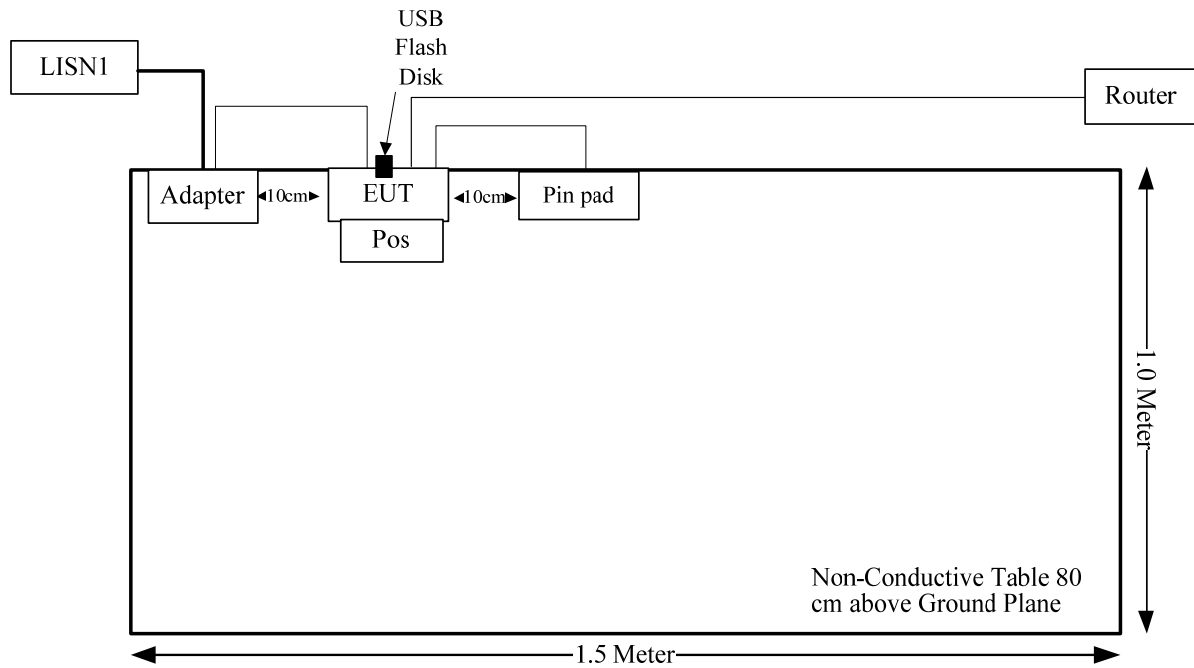 USB
Flash
Disk
LISN1
Router
Adapter
10cm
EUT
10cm
Pin pad
Pos
1.0 Meter
Non-Conductive Table 80
cm above Ground Plane
1.5 Meter